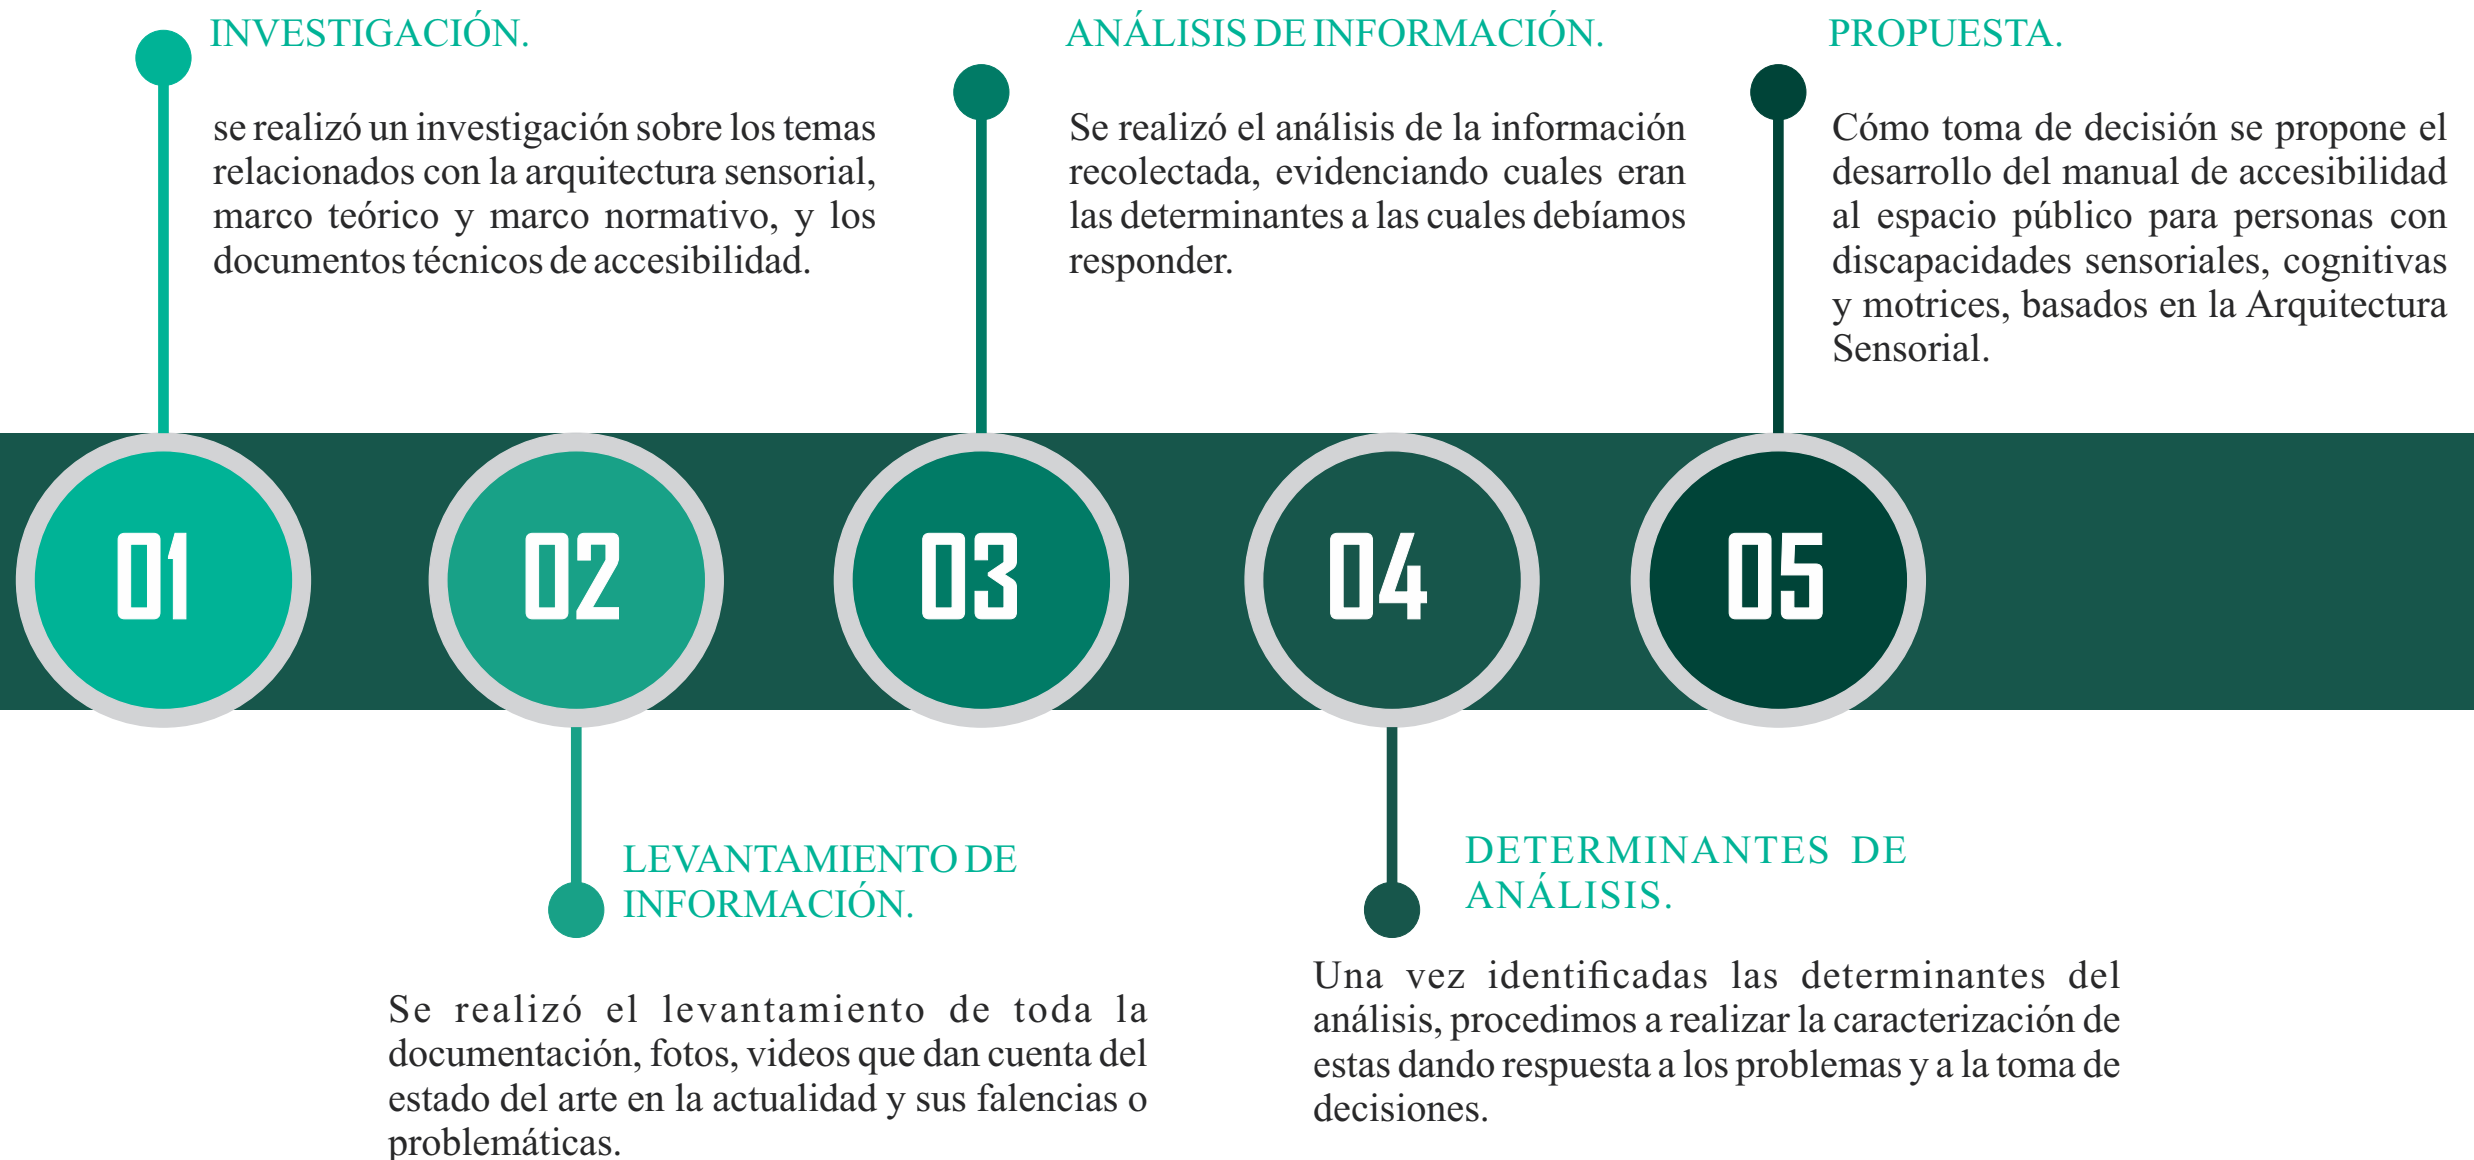 INVESTIGACIÓN.
se realizó un investigación sobre los temas
relacionados con la arquitectura sensorial,
marco teórico y marco normativo, y los
documentos técnicos de accesibilidad.
ANÁLISIS DE INFORMACIÓN.
Se realizó el análisis de la información
recolectada, evidenciando cuales eran
las determinantes a las cuales debíamos
responder.
PROPUESTA.
Cómo toma de decisión se propone el
desarrollo del manual de accesibilidad
al espacio público para personas con
discapacidades sensoriales, cognitivas
y motrices, basados en la Arquitectura
Sensorial.
01
02
03
04
05
LEVANTAMIENTO DE
INFORMACIÓN.
Se realizó el levantamiento de toda la
documentación, fotos, videos que dan cuenta del
estado del arte en la actualidad y sus falencias o
problemáticas.
DETERMINANTES DE
ANÁLISIS.
Una vez identificadas las determinantes del
análisis, procedimos a realizar la caracterización de
estas dando respuesta a los problemas y a la toma de
decisiones.